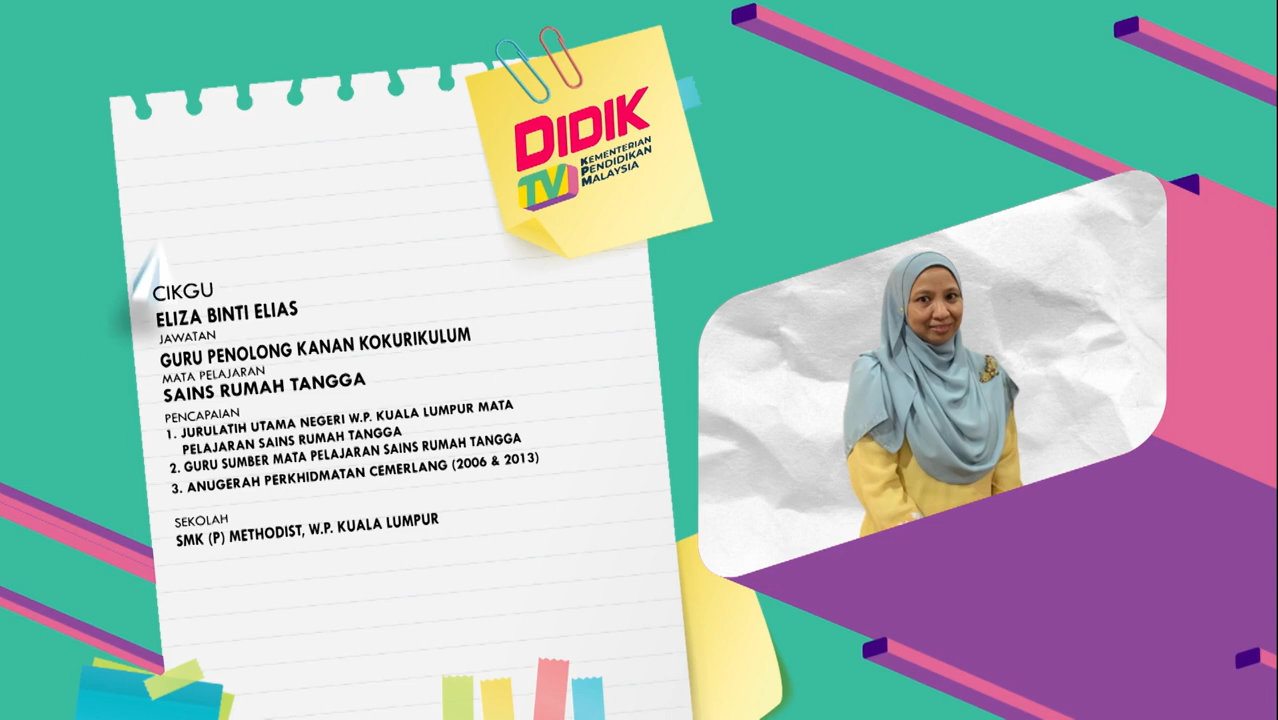 DIDIK
TV KEMENTERIAN
PENDIDIKAN
MALAYSIA
CIKGU
ELIZA BINTI ELIAS
JAWATAN
GURU PENOLONG KANAN KOKURIKULUM
MATA PELAJARAN
SAINS RUMAH TANGGA
PENCAPAIAN
1. JURULATIH UTAMA NEGERI W.P. KUALA LUMPUR MATA
PELAJARAN SAINS RUMAH TANGGA
2. GURU SUMBER MATA PELAJARAN SAINS RUMAH TANGGA
3. ANUGERAH PERKHIDMATAN CEMERLANG (2006 & 2013)
SEKOLAH
SMK (P) METHODIST, W.P. KUALA LUMPUR